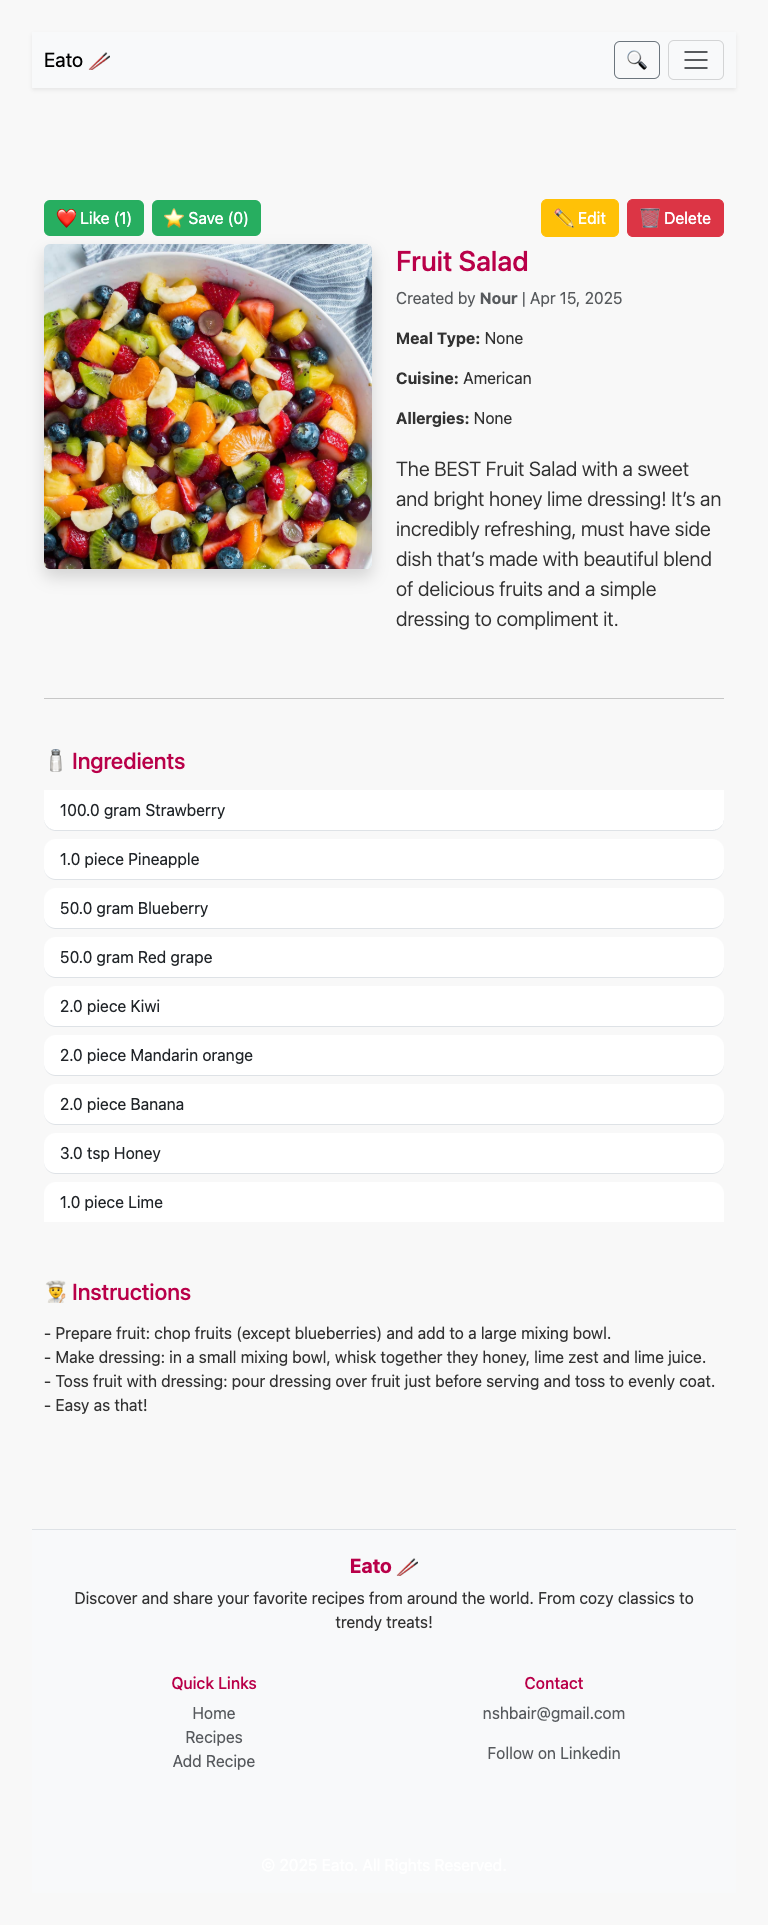 Eato 🥢
🔍
❤️ Like (1)
⭐ Save (0)
✏️ Edit
🗑️ Delete
Fruit Salad
Created by Nour | Apr 15, 2025
Meal Type: None
Cuisine: American
Allergies: None
The BEST Fruit Salad with a sweet
and bright honey lime dressing! It’s an
incredibly refreshing, must have side
dish that’s made with beautiful blend
of delicious fruits and a simple
dressing to compliment it.
🧂 Ingredients
100.0 gram Strawberry
1.0 piece Pineapple
50.0 gram Blueberry
50.0 gram Red grape
2.0 piece Kiwi
2.0 piece Mandarin orange
2.0 piece Banana
3.0 tsp Honey
1.0 piece Lime
👨‍🍳 Instructions
- Prepare fruit: chop fruits (except blueberries) and add to a large mixing bowl.
- Make dressing: in a small mixing bowl, whisk together they honey, lime zest and lime juice.
- Toss fruit with dressing: pour dressing over fruit just before serving and toss to evenly coat.
- Easy as that!
Eato 🥢
Discover and share your favorite recipes from around the world. From cozy classics to
trendy treats!
Quick Links
Home
Recipes
Add Recipe
Contact
nshbair@gmail.com
Follow on Linkedin
© 2025 Eato. All Rights Reserved.